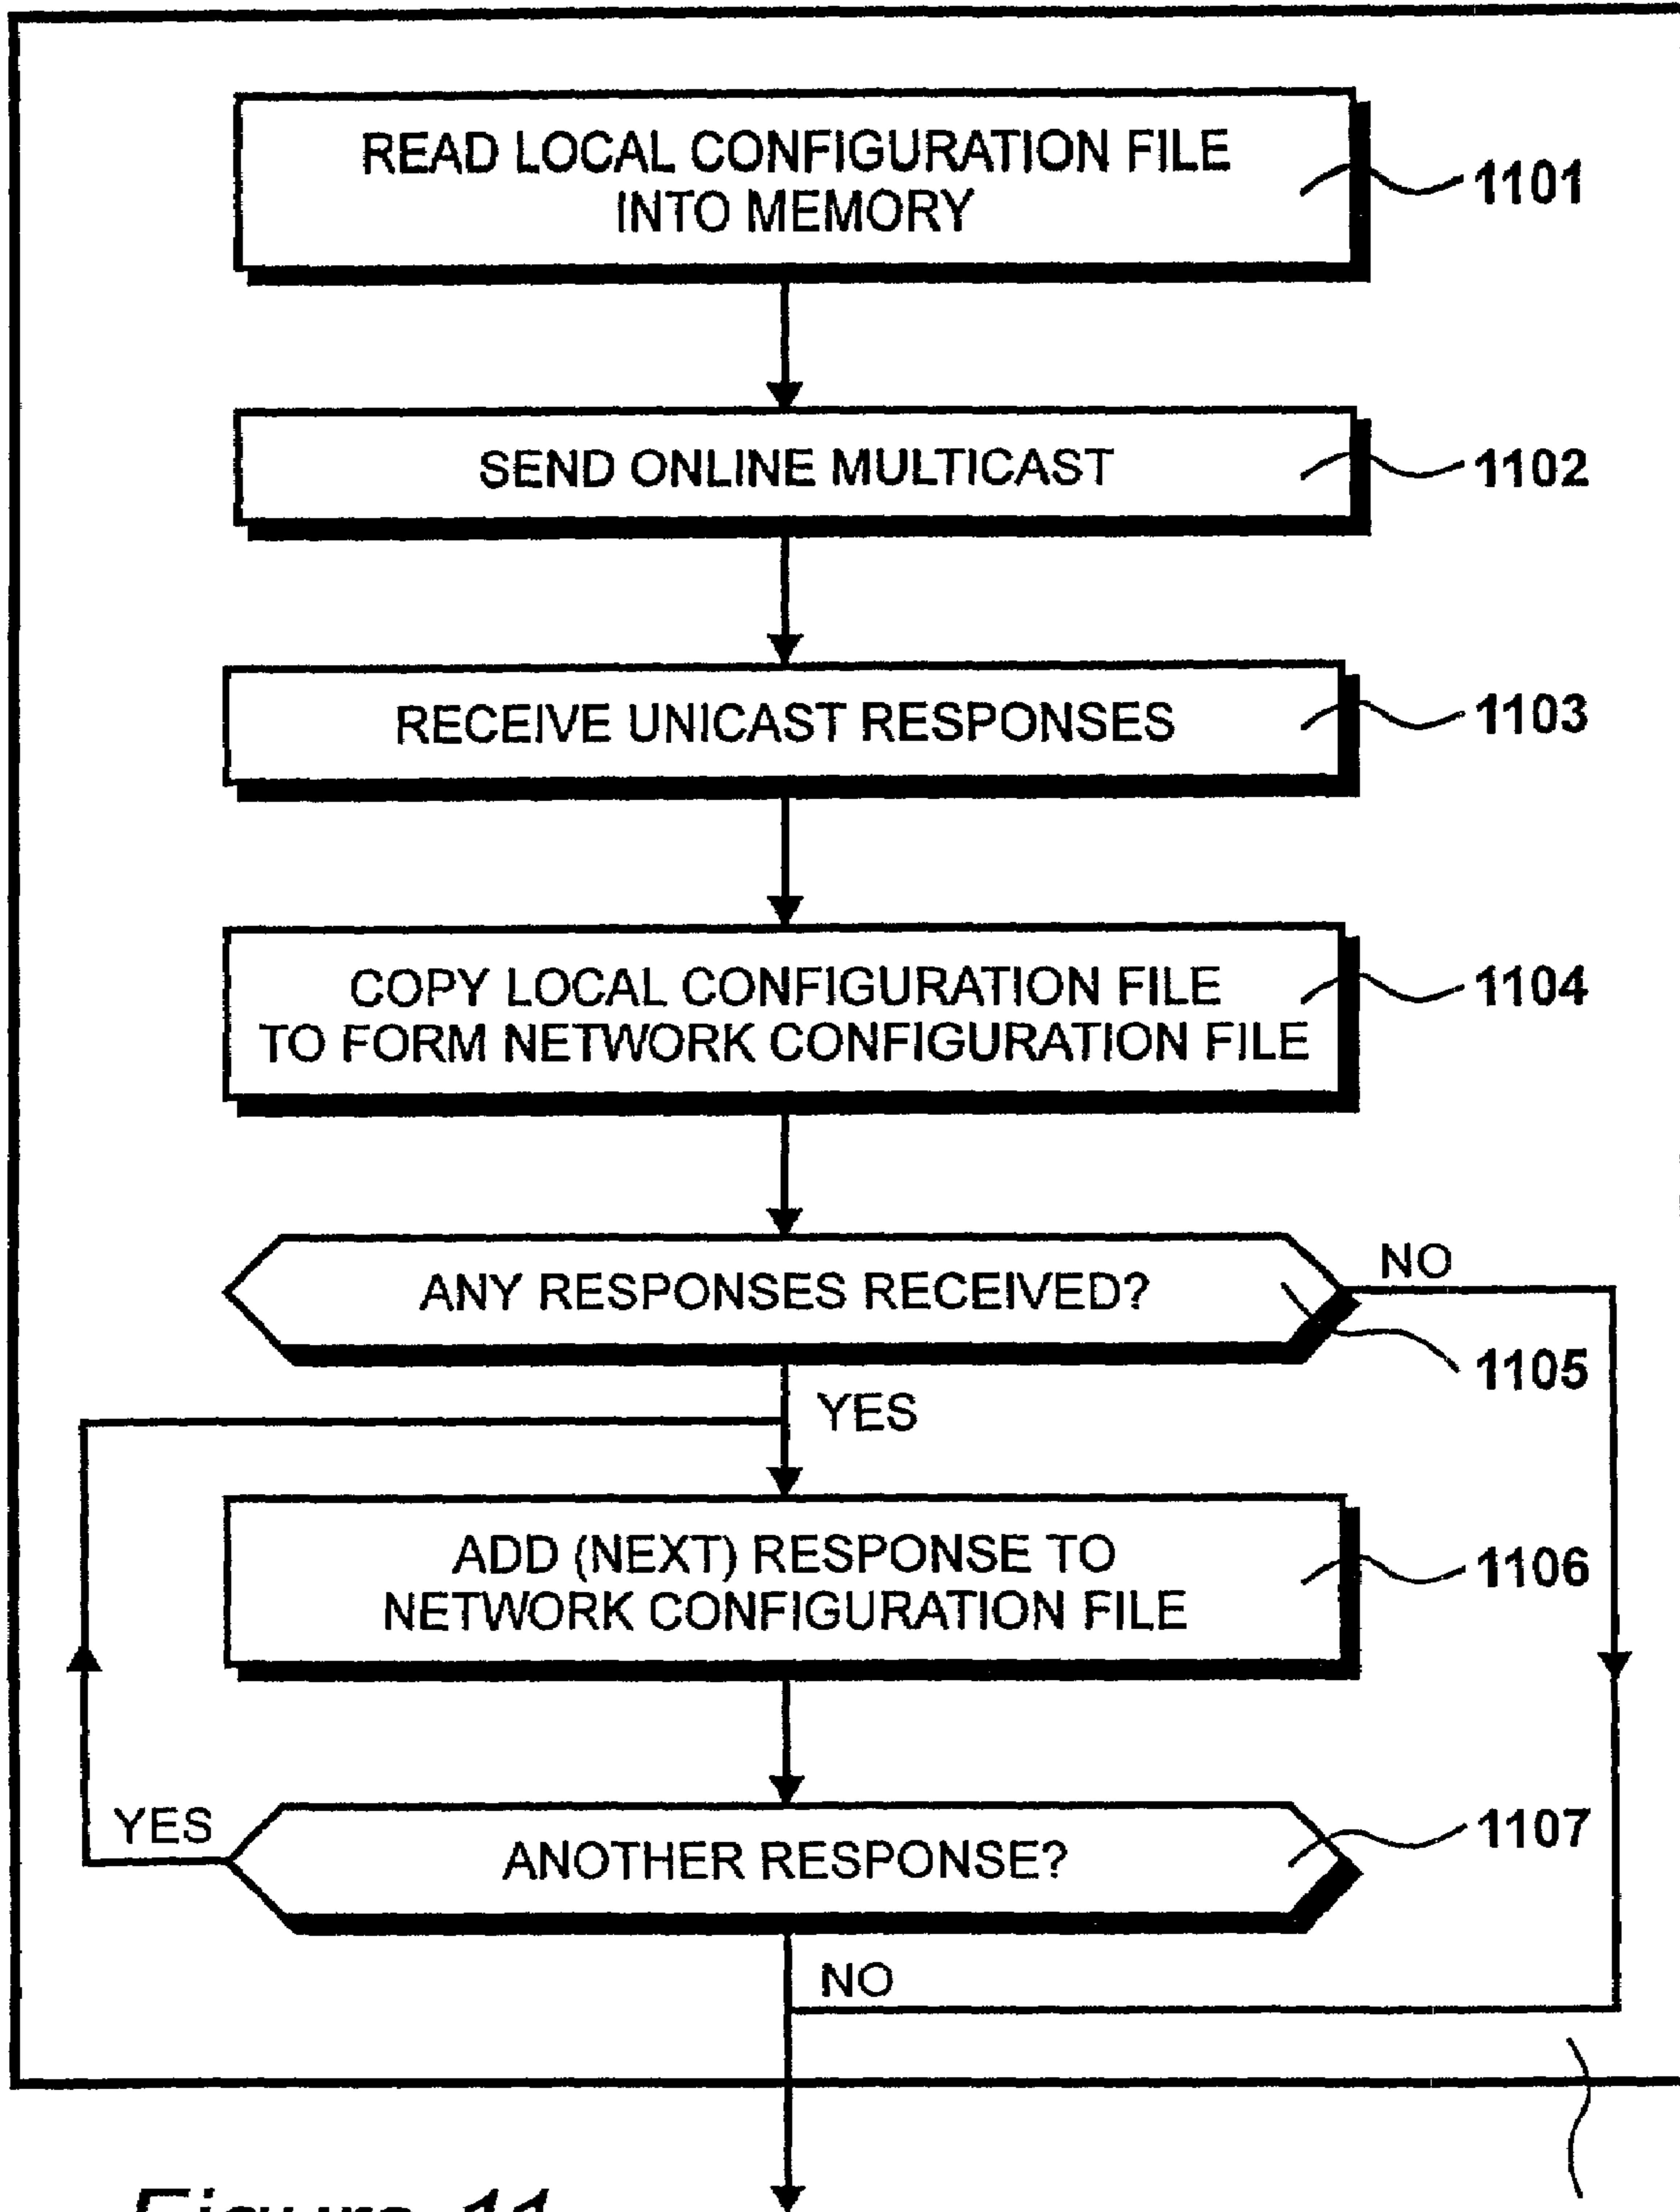 READ LOCAL CONFIGURATION FILE
INTO MEMORY
1101
SEND ONLINE MULTICAST
1102
RECEIVE UNICAST RESPONSES
1103
COPY LOCAL CONFIGURATION FILE
TO FORM NETWORK CONFIGURATION FILE
1104
ANY RESPONSES RECEIVED?
NO
1105
YES
ADD (NEXT) RESPONSE TO
NETWORK CONFIGURATION FILE
1106
YES
ANOTHER RESPONSE?
1107
NO
Figure 11